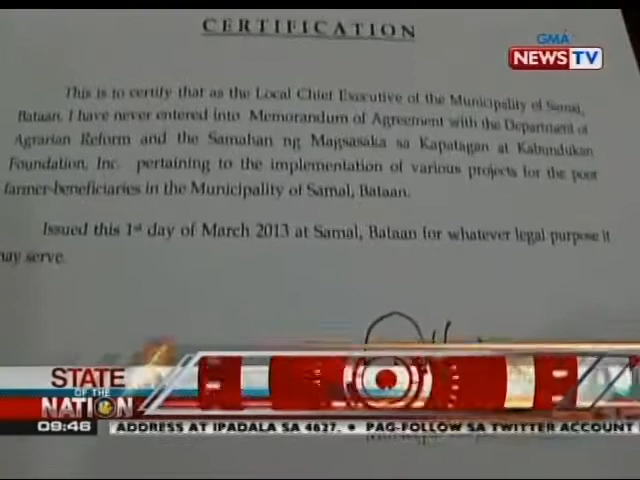 CERTIFICATION
GMA
NEWS TV
This is to certify that as the Local Chief Executive of the Municipality of Samal,
Bataan. I have never entered into Memorandum of Agreement with the Department of
Agrarian Reform and the Samahan ng Magsasaka sa Kapatagan at Kabundukan
Foundation, Inc. pertaining to the implementation of various projects for the poor
farmer-beneficiaries in the Municipality of Samal, Bataan.
Issued this 1st day of March 2013 at Samal, Bataan for whatever legal purpose it
may serve.
STATE
OF THE
NATION
09:46
ADDRESS AT IPADALA SA 4627. • PAG-FOLLOW SA TWITTER ACCOUNT